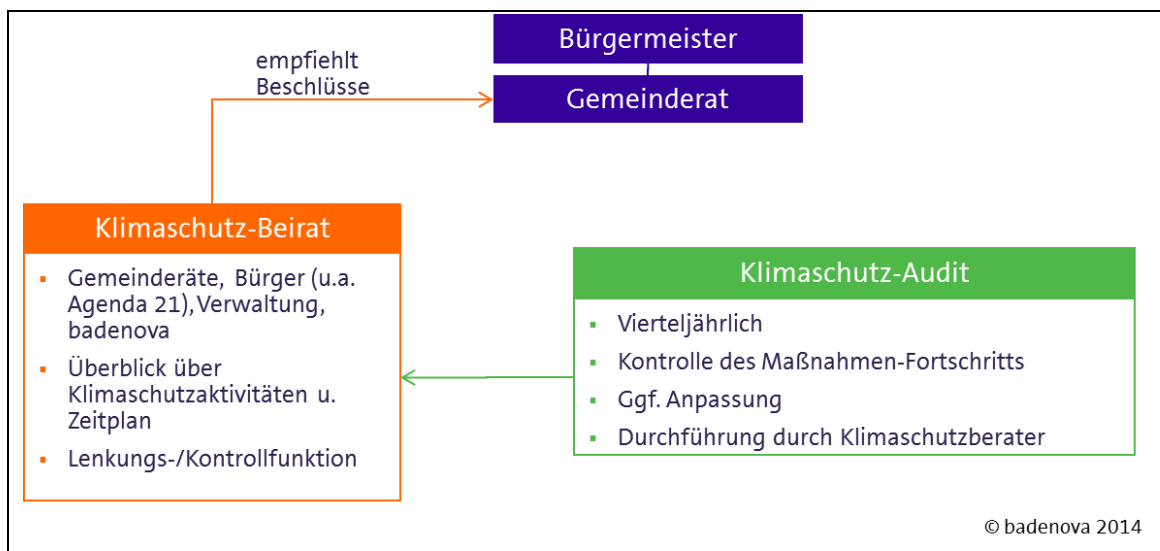 Bürgermeister
empfiehlt
Beschlüsse
Gemeinderat
Klimaschutz-Beirat
▪ Gemeinderäte, Bürger (u.a.
Agenda 21), Verwaltung,
badenova
▪ Überblick über
Klimaschutzaktivitäten u.
Zeitplan
▪ Lenkungs-/Kontrollfunktion
Klimaschutz-Audit
▪ Vierteljährlich
▪ Kontrolle des Maßnahmen-Fortschritts
▪ Ggf. Anpassung
▪ Durchführung durch Klimaschutzberater
© badenova 2014